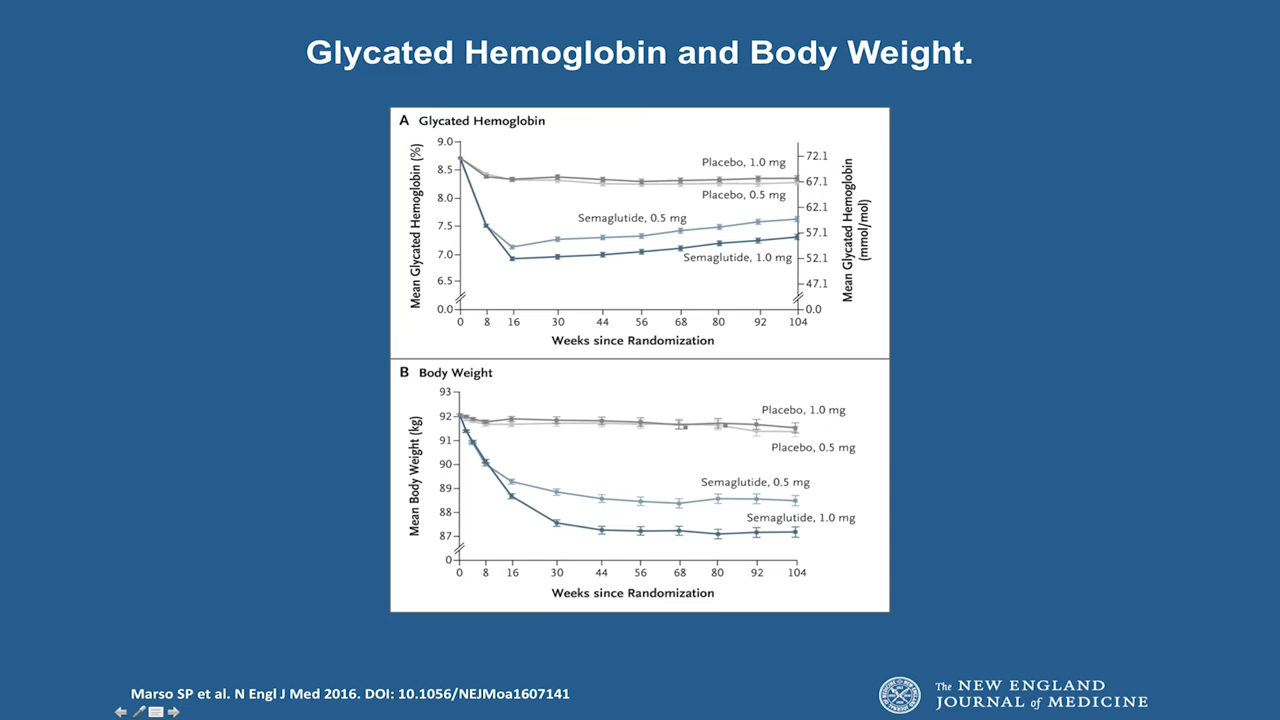 Glycated Hemoglobin and Body Weight.
A Glycated Hemoglobin
Mean Glycated Hemoglobin (%)
9.0
8.5
8.0
7.5
7.0
6.5
0.0
Placebo, 1.0 mg
Placebo, 0.5 mg
Semaglutide, 0.5 mg
Semaglutide, 1.0 mg
72.1
67.1
62.1
57.1
52.1
47.1
0.0
Mean Glycated Hemoglobin
(mmol/mol)
0 8 16 30 44 56 68 80 92 104
Weeks since Randomization
B Body Weight
Mean Body Weight (kg)
93
92
91
90
89
88
87
0
Placebo, 1.0 mg
Placebo, 0.5 mg
Semaglutide, 0.5 mg
Semaglutide, 1.0 mg
0 8 16 30 44 56 68 80 92 104
Weeks since Randomization
Marso SP et al. N Engl J Med 2016. DOI: 10.1056/NEJMoa1607141
The NEW ENGLAND
JOURNAL of MEDICINE